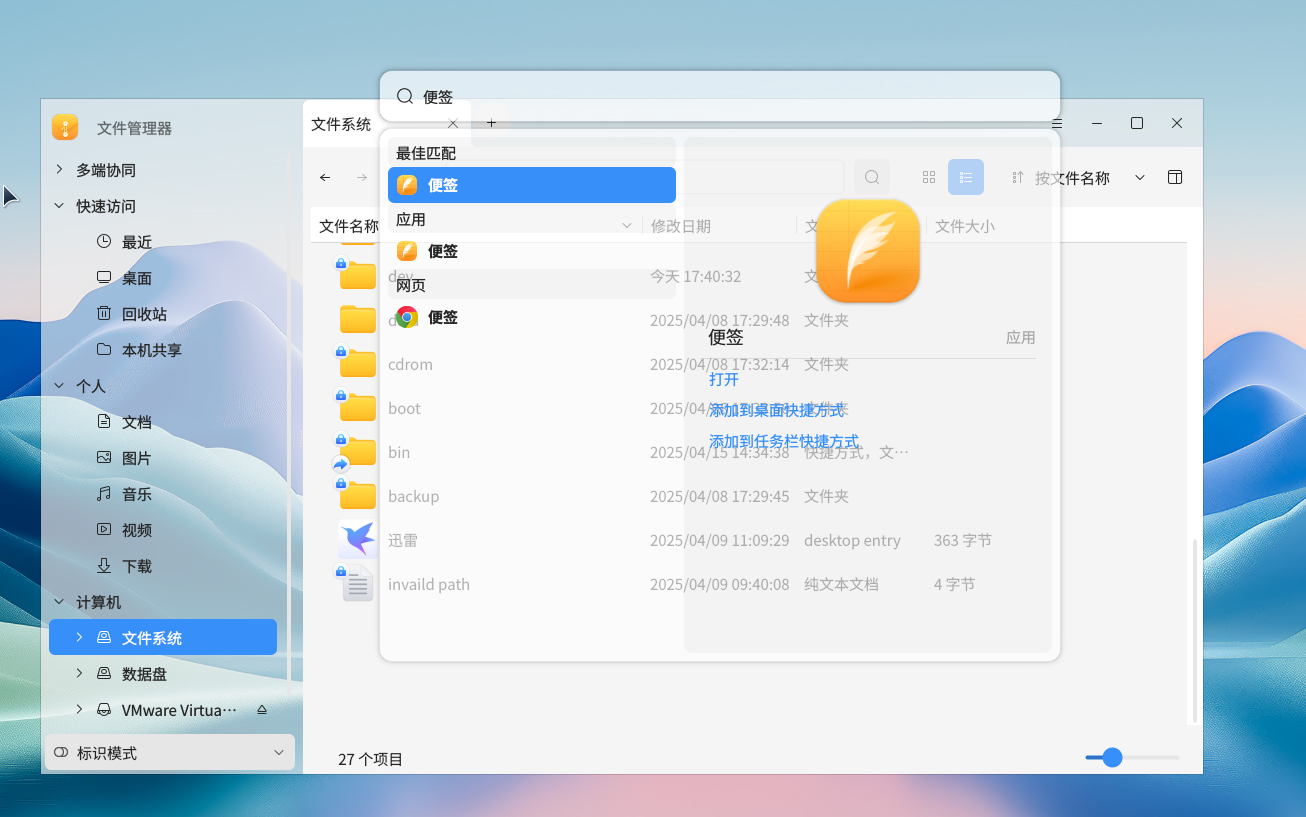 便签
文件管理器
文件系统
多端协同
快速访问
最近
桌面
回收站
本机共享
个人
文档
图片
音乐
视频
下载
计算机
文件系统
数据盘
VMware Virtua⋯
标识模式
最佳匹配
便签
应用
便签
网页
便签
按文件名称
文件名称
修改日期
文
文件大小
dev
今天 17:40:32
文
2025/04/08 17:29:48
文件夹
cdrom
2025/04/08 17:32:14
文件夹
boot
bin
2025/04/15 14:34:38
快捷方式，文⋯
backup
2025/04/08 17:29:45
文件夹
迅雷
2025/04/09 11:09:29
desktop entry
363 字节
invaild path
2025/04/09 09:40:08
纯文本文档
4 字节
便签
应用
打开
添加到桌面快捷方式
添加到任务栏快捷方式
27 个项目